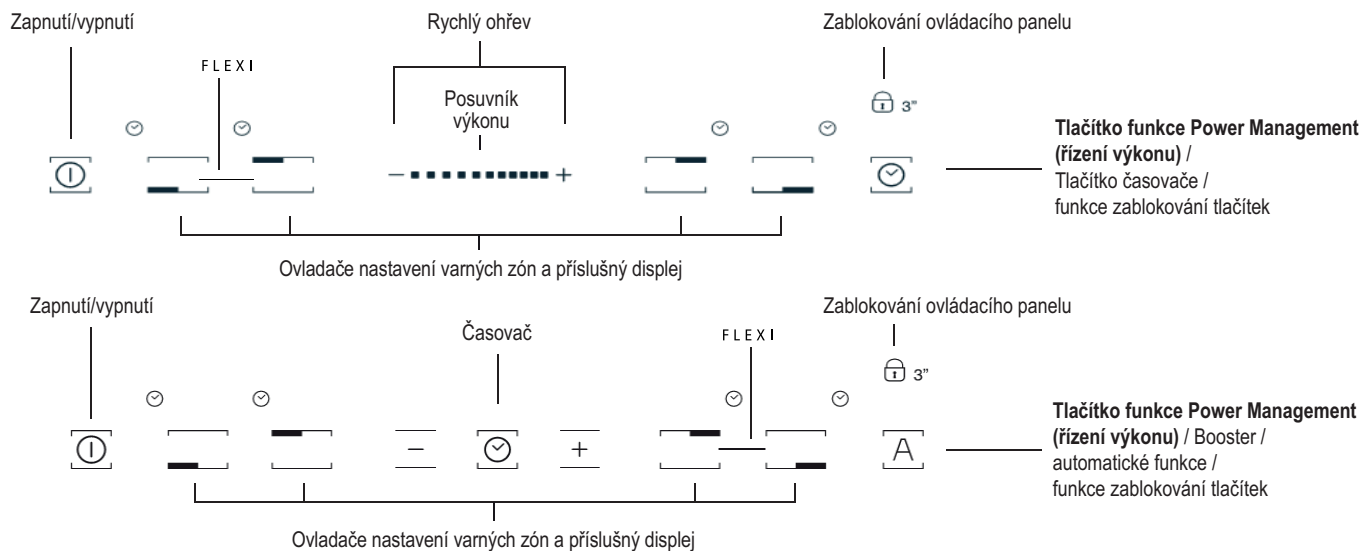 Zapnutí/vypnutí
Rychlý ohřev
Zablokování ovládacího panelu
FLEXI
Posuvník
výkonu
3”
Tlačítko funkce Power Management
(řízení výkonu) /
Tlačítko časovače /
funkce zablokování tlačítek
− +
Ovladače nastavení varných zón a příslušný displej
Zapnutí/vypnutí
Časovač
FLEXI
Zablokování ovládacího panelu
3”
Tlačítko funkce Power Management
(řízení výkonu) / Booster /
automatické funkce /
funkce zablokování tlačítek
− + A
Ovladače nastavení varných zón a příslušný displej